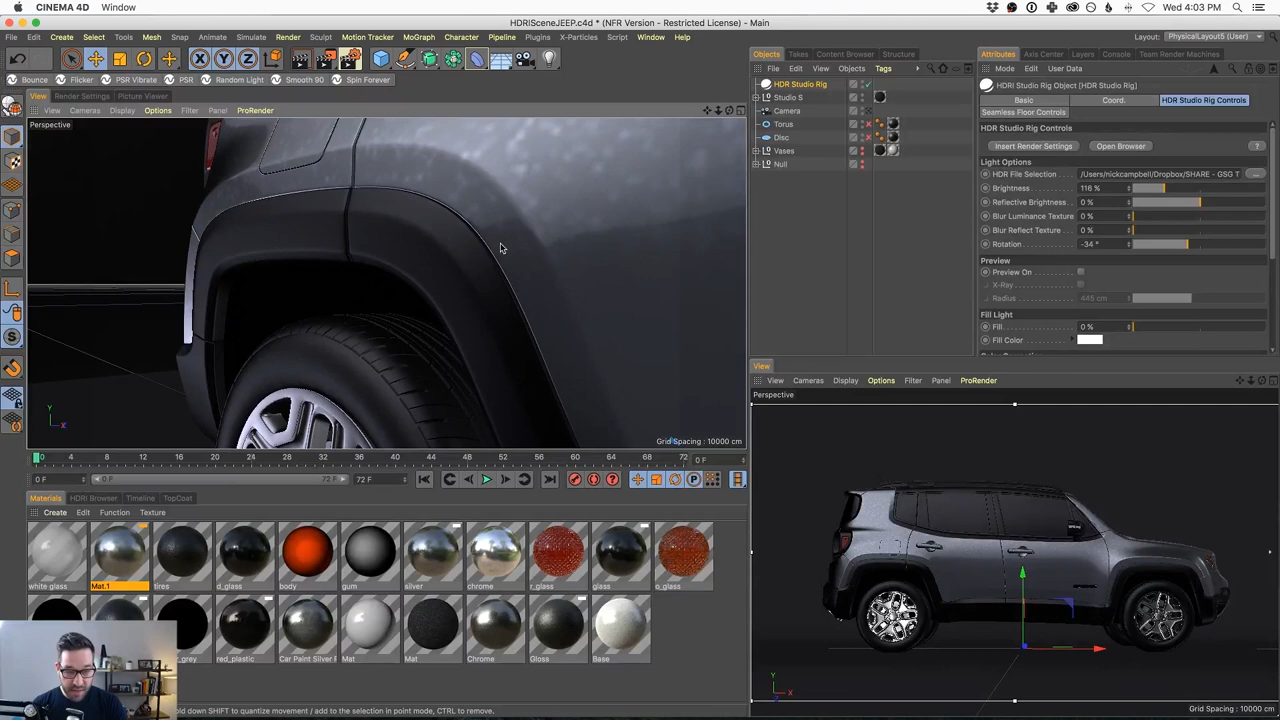 CINEMA 4D Window
Wed 4:03 PM
HDRISceneJEEP.c4d * (NFR Version - Restricted License) - Main
File Edit Create Select Tools Mesh Snap Animate Simulate Render Sculpt Motion Tracker MoGraph Character Pipeline Plugins X-Particles Script Window Help
Layout: PhysicalLayout5 (User)
Bounce Flicker PSR Vibrate PSR Random Light Smooth 90 Spin Forever
View Render Settings Picture Viewer
View Cameras Display Options Filter Panel ProRender
Perspective
Grid Spacing : 10000 cm
Y
X
0 4 8 12 16 20 24 28 32 36 40 44 48 52 56 60 64 68 72 0 F
0 F 0 F 72 F 72 F
Materials HDRI Browser Timeline TopCoat
Create Edit Function Texture
white glass Mat.1 tires d_glass body gum silver chrome r_glass glass o_glass
red_plastic Car Paint Silver Mat Mat Chrome Gloss Base
Objects Takes Content Browser Structure
File Edit View Objects Tags
HDR Studio Rig
Studio S
Camera
Torus
Disc
Vases
Null
Attributes Axis Center Layers Console Team Render Machines
Mode Edit User Data
HDRI Studio Rig Object [HDR Studio Rig]
Basic Coord. HDR Studio Rig Controls
Seamless Floor Controls
HDR Studio Rig Controls
Insert Render Settings Open Browser ?
Light Options
HDR File Selection /Users/nickcampbell/Dropbox/SHARE - GSG T ...
Brightness 116 %
Reflective Brightness 0 %
Blur Luminance Texture 0 %
Blur Reflect Texture 0 %
Rotation -34 °
Preview
Preview On
X-Ray
Radius 445 cm
Fill Light
Fill 0 %
Fill Color
View
View Cameras Display Options Filter Panel ProRender
Perspective
Y
X
Grid Spacing : 10000 cm